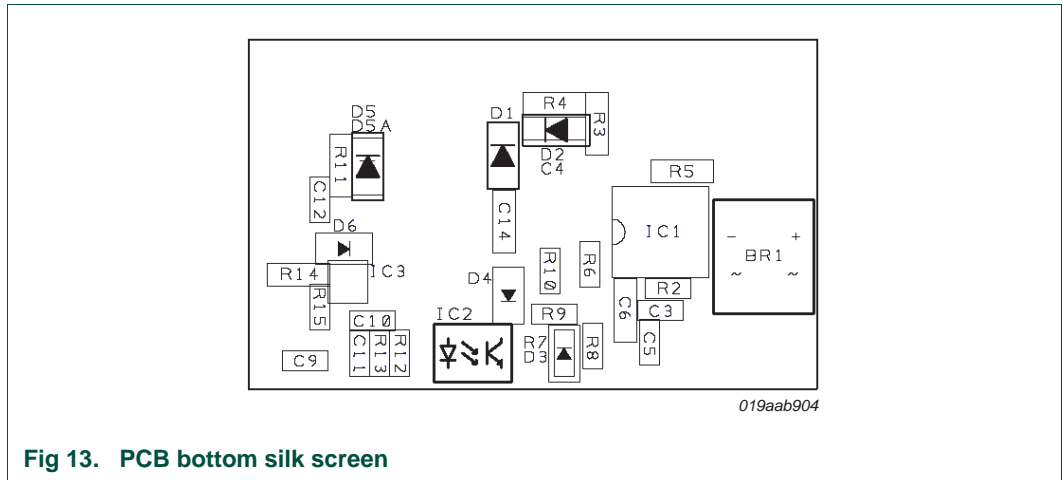 R4
D5
D1
D5A
R3
R11
D2
C4
R5
C12
C14
D6
IC1
- +
BR1
~ ~
R14
IC3
D4
R10
R6
R2
R15
C10
IC2
R9
C6
C3
C9
C11
R13
R12
R7
D3
R8
C5
019aab904
Fig 13. PCB bottom silk screen